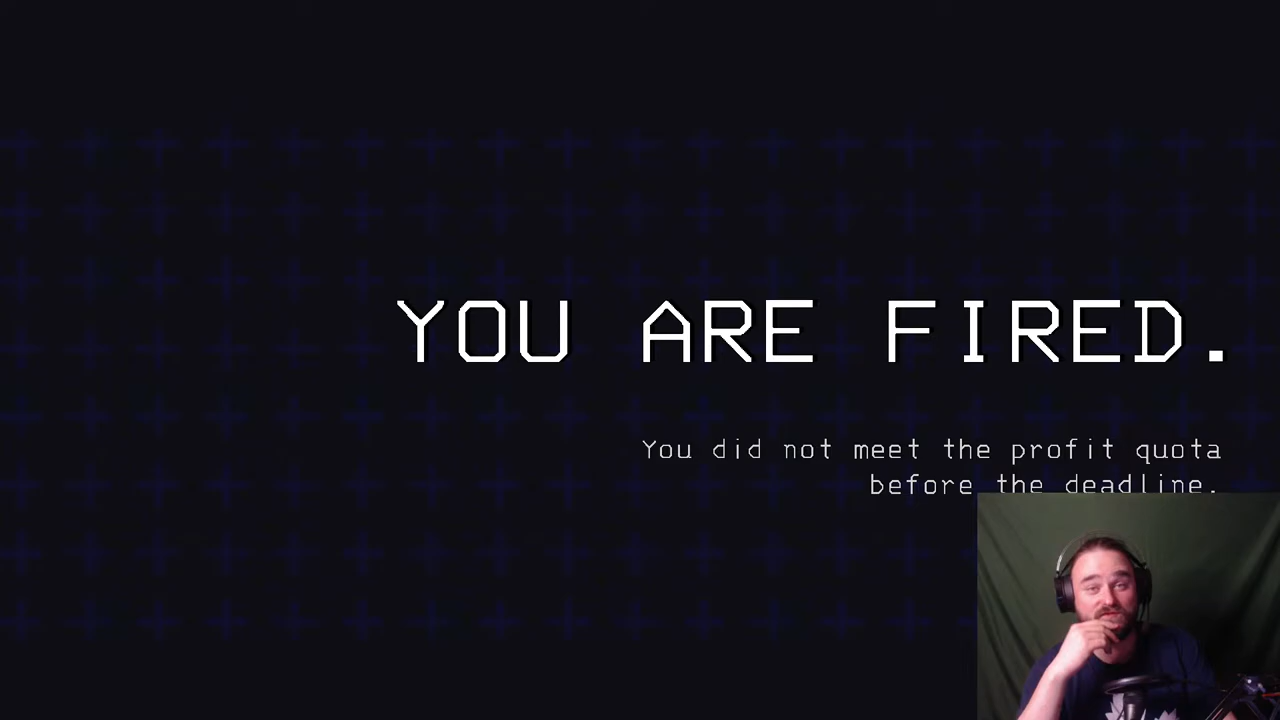 YOU ARE FIRED.
You did not meet the profit quota
before the deadline.